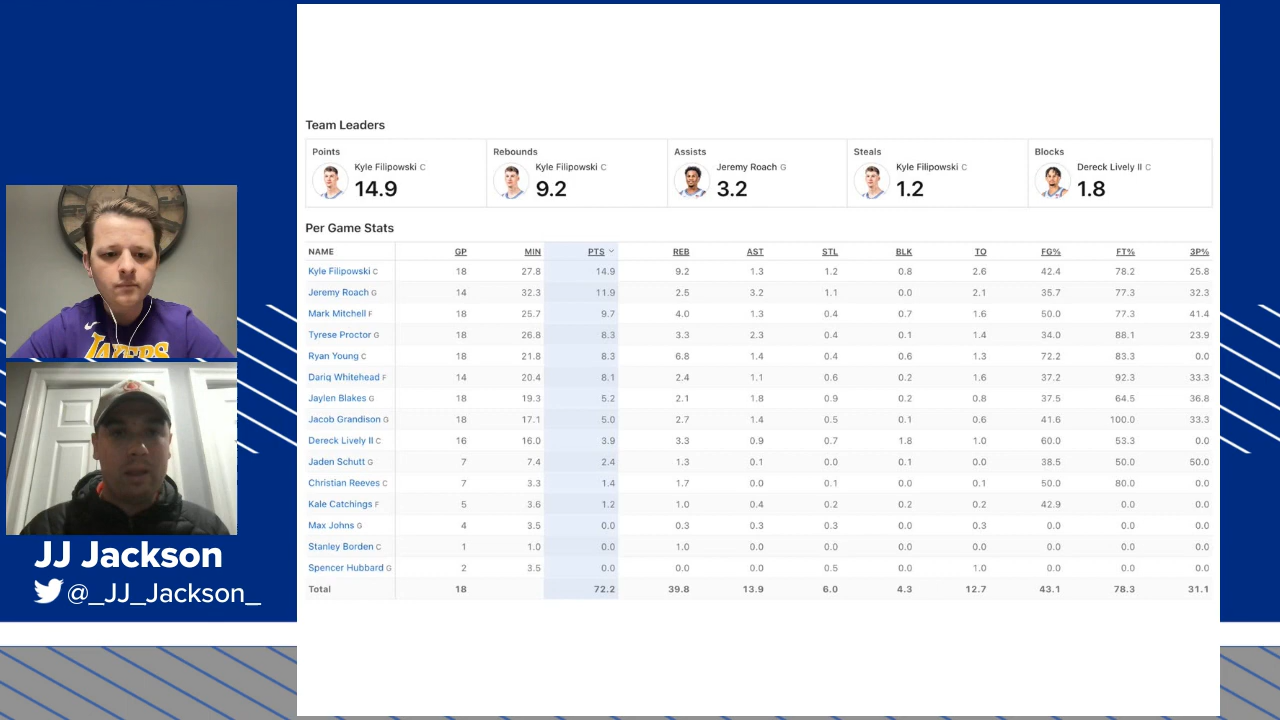 Team Leaders
Points Rebounds Assists Steals Blocks
Kyle Filipowski C Kyle Filipowski C Jeremy Roach G Kyle Filipowski C Dereck Lively II C
14.9 9.2 3.2 1.2 1.8
Per Game Stats
NAME GP MIN PTS REB AST STL BLK TO FG% FT% 3P%
Kyle Filipowski C 18 27.8 14.9 9.2 1.3 1.2 0.8 2.6 42.4 78.2 25.8
Jeremy Roach G 14 32.3 11.9 2.5 3.2 1.1 0.0 2.1 35.7 77.3 32.3
Mark Mitchell F 18 25.7 9.7 4.0 1.3 0.4 0.7 1.6 50.0 77.3 41.4
Tyrese Proctor G 18 26.8 8.3 3.3 2.3 0.4 0.1 1.4 34.0 88.1 23.9
Ryan Young C 18 21.8 8.3 6.8 1.4 0.4 0.6 1.3 72.2 83.3 0.0
Dariq Whitehead F 14 20.4 8.1 2.4 1.1 0.6 0.2 1.6 37.2 92.3 33.3
Jaylen Blakes G 18 19.3 5.2 2.1 1.8 0.9 0.2 0.8 37.5 64.5 36.8
Jacob Grandison G 18 17.1 5.0 2.7 1.4 0.5 0.1 0.6 41.6 100.0 33.3
Dereck Lively II C 16 16.0 3.9 3.3 0.9 0.7 1.8 1.0 60.0 53.3 0.0
Jaden Schutt G 7 7.4 2.4 1.3 0.1 0.0 0.1 0.0 38.5 50.0 50.0
Christian Reeves C 7 3.3 1.4 1.7 0.0 0.1 0.0 0.1 50.0 80.0 0.0
Kale Catchings F 5 3.6 1.2 1.0 0.4 0.2 0.2 0.2 42.9 0.0 0.0
Max Johns G 4 3.5 0.0 0.3 0.3 0.3 0.0 0.3 0.0 0.0 0.0
Stanley Borden C 1 1.0 0.0 1.0 0.0 0.0 0.0 0.0 0.0 0.0 0.0
Spencer Hubbard G 2 3.5 0.0 0.0 0.0 0.5 0.0 1.0 0.0 0.0 0.0
Total 18 72.2 39.8 13.9 6.0 4.3 12.7 43.1 78.3 31.1
LAKERS
JJ Jackson
@_JJ_Jackson_